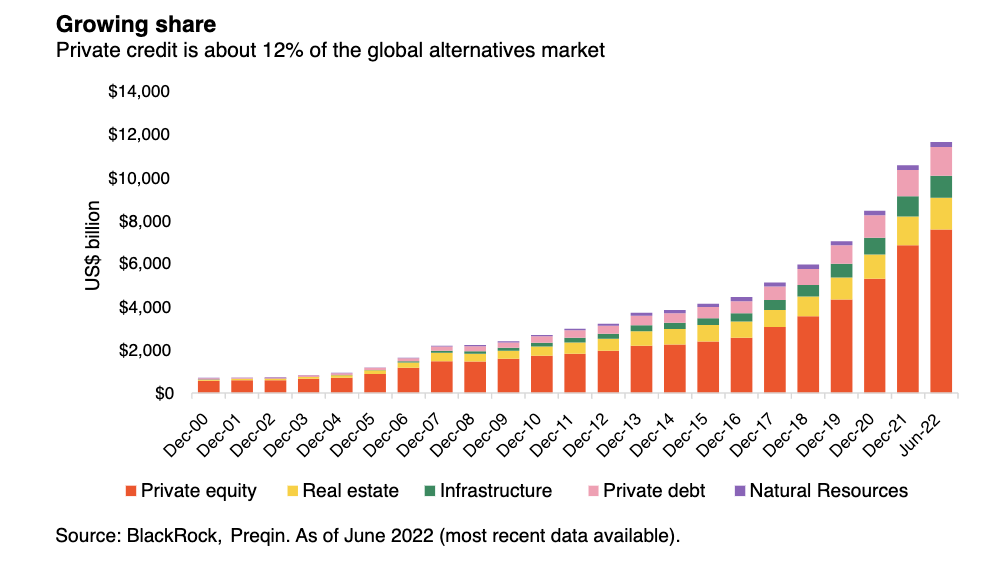 Growing share
Private credit is about 12% of the global alternatives market
$14,000
$12,000
$10,000
$8,000
$6,000
$4,000
$2,000
$0
US$ billion
Dec-00
Dec-01
Dec-02
Dec-03
Dec-04
Dec-05
Dec-06
Dec-07
Dec-08
Dec-09
Dec-10
Dec-11
Dec-12
Dec-13
Dec-14
Dec-15
Dec-16
Dec-17
Dec-18
Dec-19
Dec-20
Dec-21
Jun-22
Private equity
Real estate
Infrastructure
Private debt
Natural Resources
Source: BlackRock, Preqin. As of June 2022 (most recent data available).